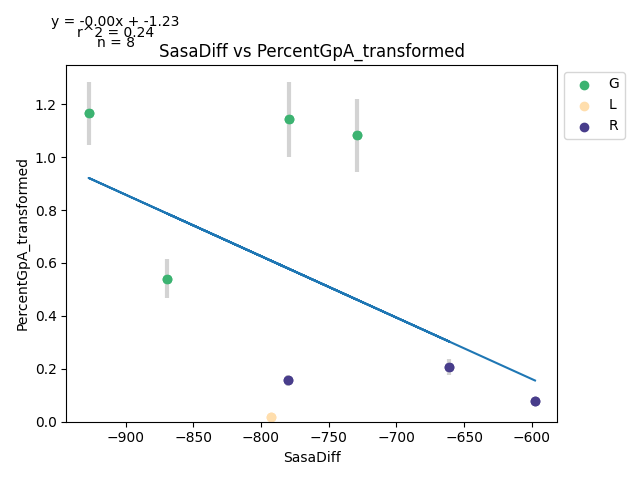 y = -0.00x + -1.23
r^2 = 0.24
n = 8
SasaDiff vs PercentGpA_transformed
G
L
R
1.2
1.0
0.8
0.6
0.4
0.2
0.0
PercentGpA_transformed
−900
−850
−800
−750
−700
−650
−600
SasaDiff